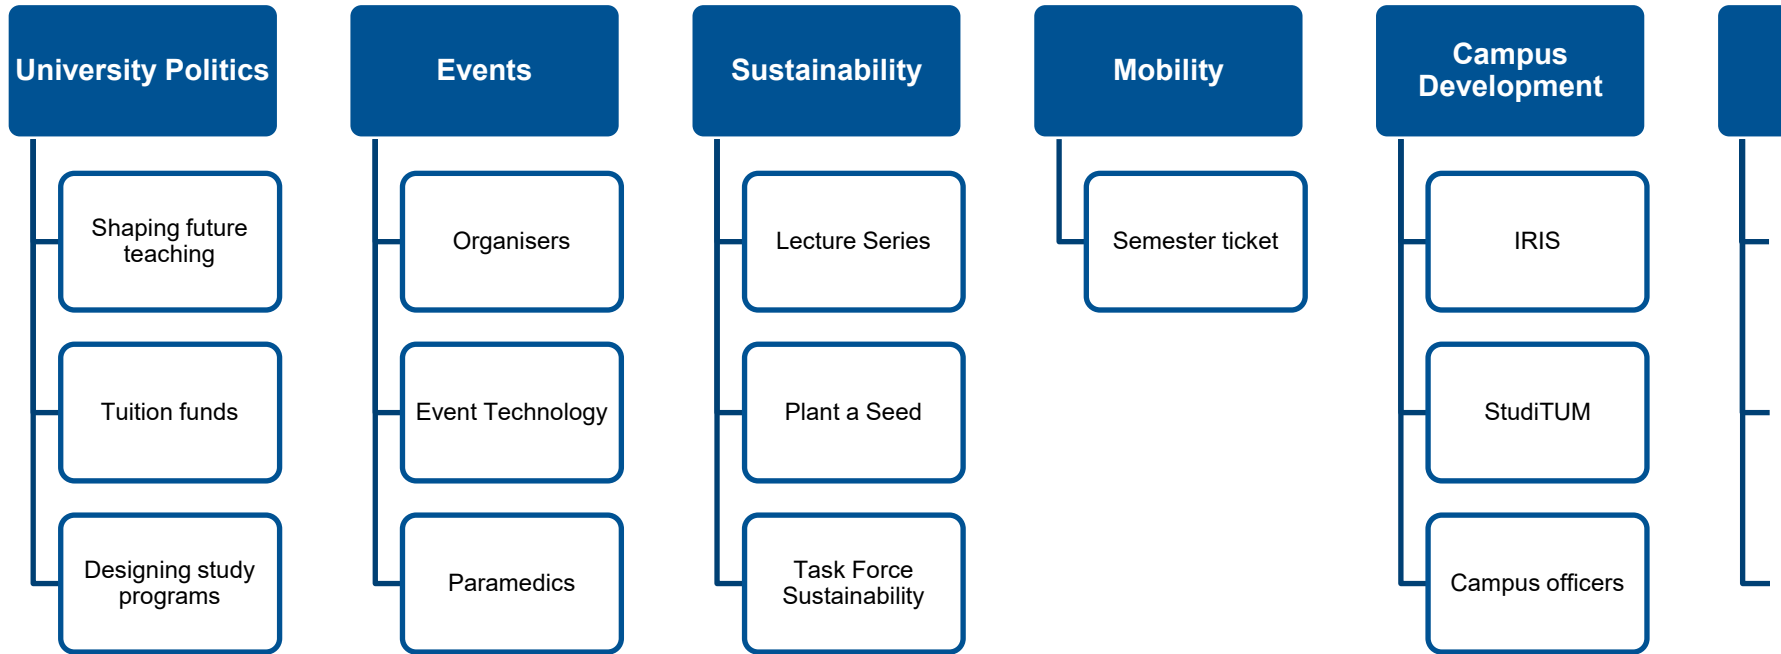 University Politics
Shaping future
teaching
Tuition funds
Designing study
programs
Events
Organisers
Event Technology
Paramedics
Sustainability
Lecture Series
Plant a Seed
Task Force
Sustainability
Mobility
Semester ticket
Campus
Development
IRIS
StudiTUM
Campus officers